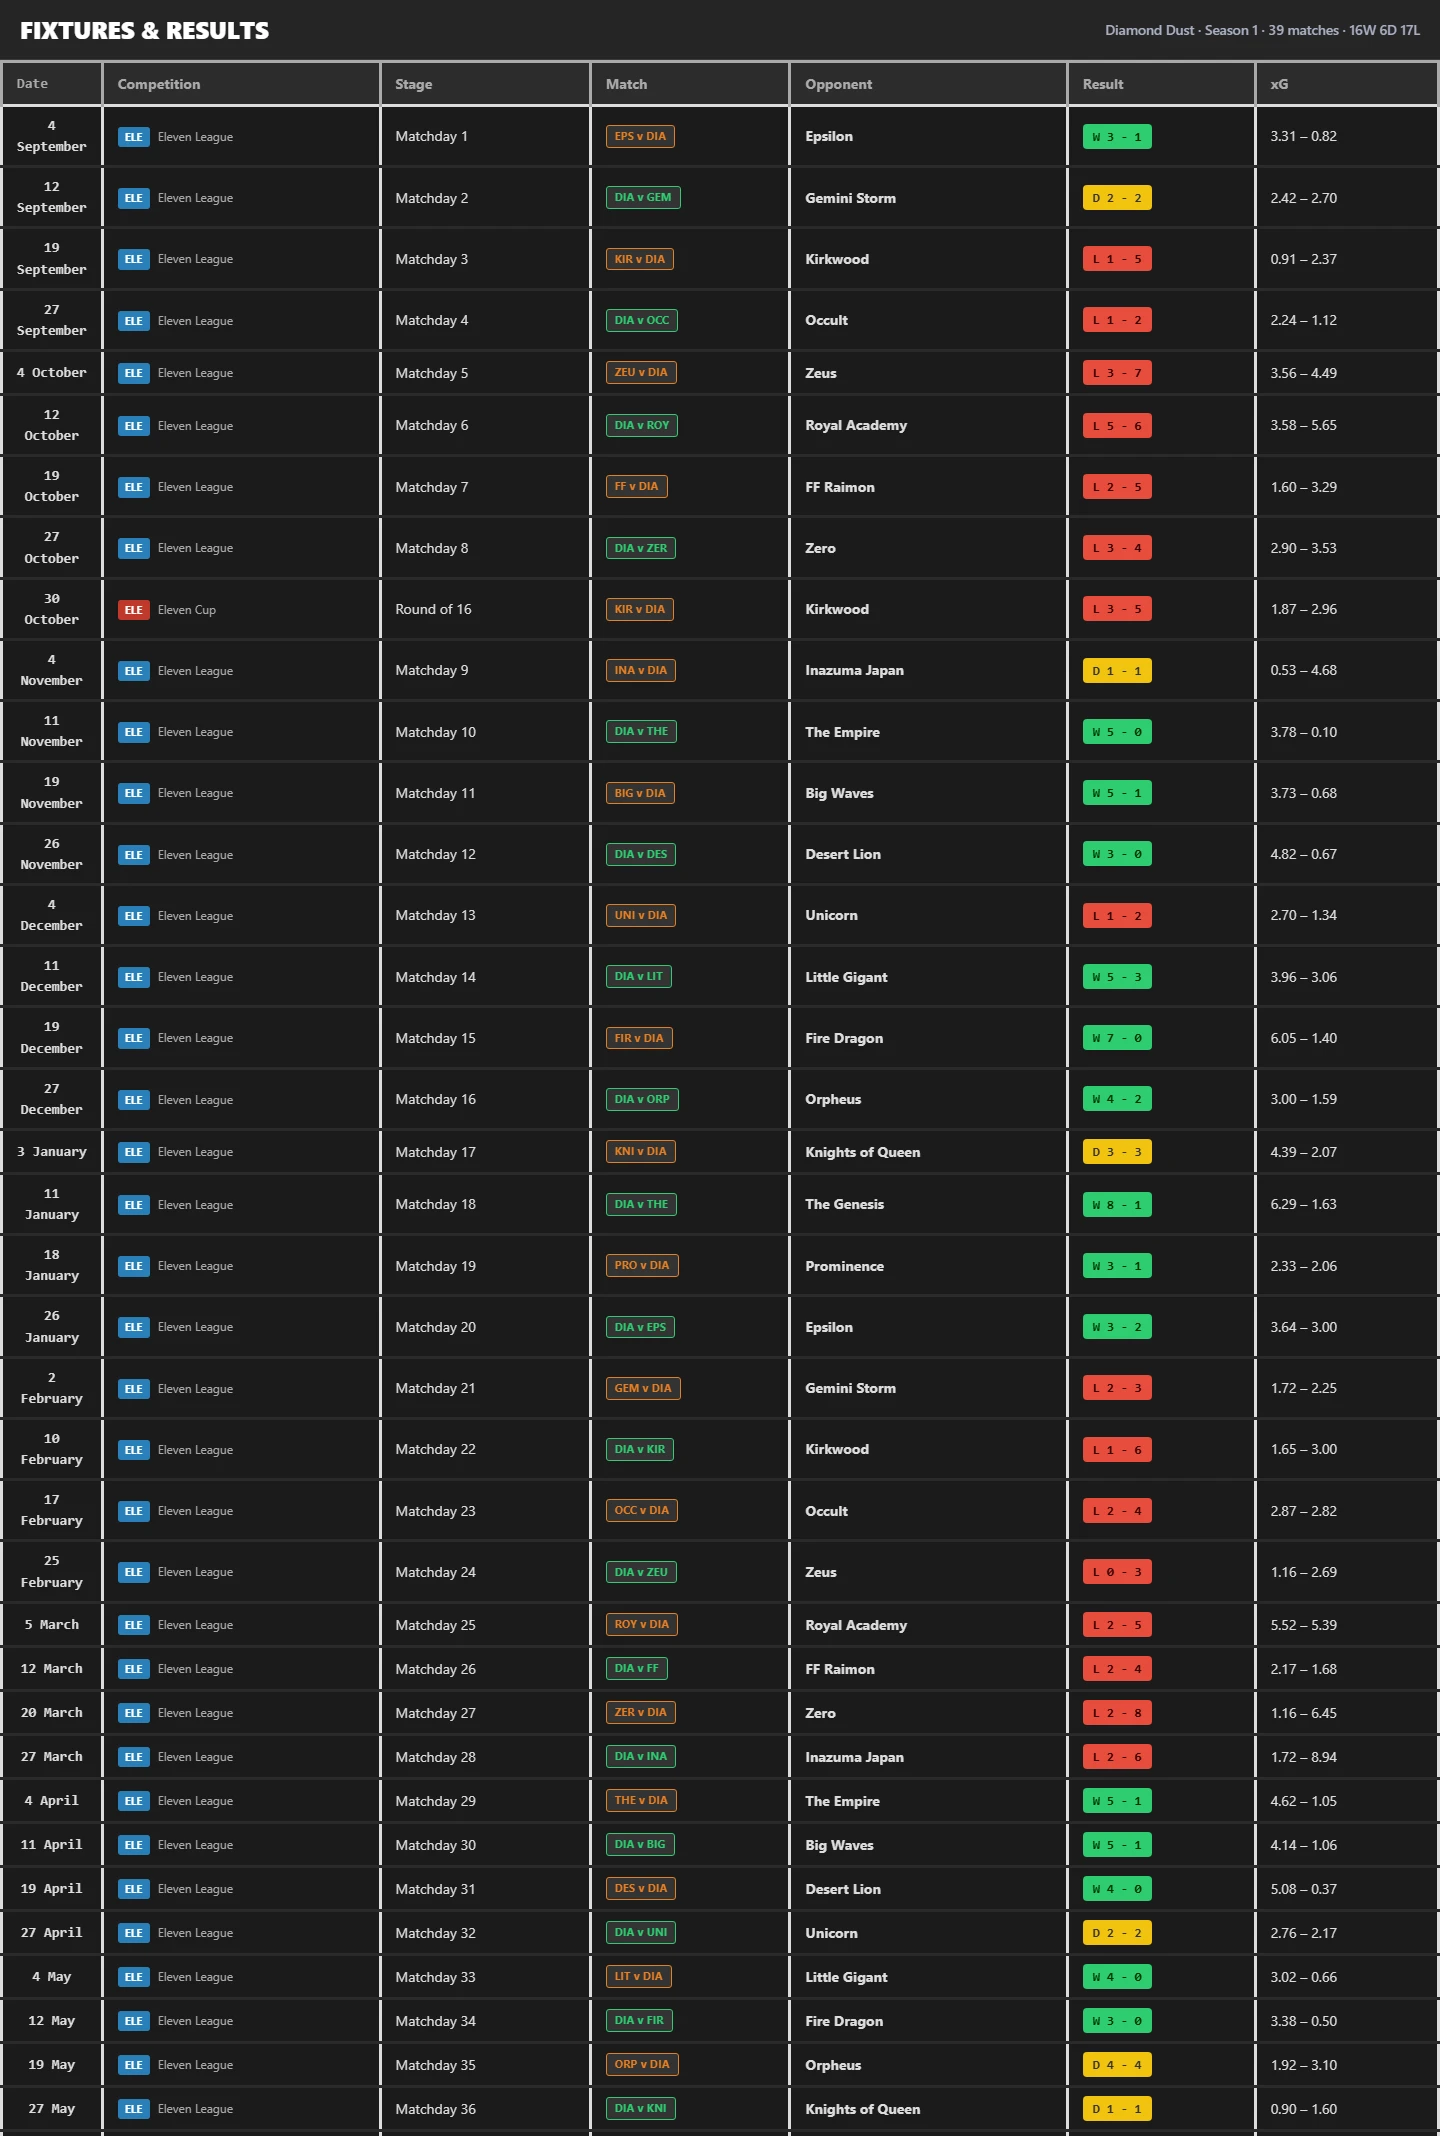 FIXTURES & RESULTS
Diamond Dust · Season 1 · 39 matches · 16W 6D 17L
Date Competition Stage Match Opponent Result xG
4 September ELE Eleven League Matchday 1 EPS v DIA Epsilon W 3 - 1 3.31 – 0.82
12 September ELE Eleven League Matchday 2 DIA v GEM Gemini Storm D 2 - 2 2.42 – 2.70
19 September ELE Eleven League Matchday 3 KIR v DIA Kirkwood L 1 - 5 0.91 – 2.37
27 September ELE Eleven League Matchday 4 DIA v OCC Occult L 1 - 2 2.24 – 1.12
4 October ELE Eleven League Matchday 5 ZEU v DIA Zeus L 3 - 7 3.56 – 4.49
12 October ELE Eleven League Matchday 6 DIA v ROY Royal Academy L 5 - 6 3.58 – 5.65
19 October ELE Eleven League Matchday 7 FF v DIA FF Raimon L 2 - 5 1.60 – 3.29
27 October ELE Eleven League Matchday 8 DIA v ZER Zero L 3 - 4 2.90 – 3.53
30 October ELE Eleven Cup Round of 16 KIR v DIA Kirkwood L 3 - 5 1.87 – 2.96
4 November ELE Eleven League Matchday 9 INA v DIA Inazuma Japan D 1 - 1 0.53 – 4.68
11 November ELE Eleven League Matchday 10 DIA v THE The Empire W 5 - 0 3.78 – 0.10
19 November ELE Eleven League Matchday 11 BIG v DIA Big Waves W 5 - 1 3.73 – 0.68
26 November ELE Eleven League Matchday 12 DIA v DES Desert Lion W 3 - 0 4.82 – 0.67
4 December ELE Eleven League Matchday 13 UNI v DIA Unicorn L 1 - 2 2.70 – 1.34
11 December ELE Eleven League Matchday 14 DIA v LIT Little Gigant W 5 - 3 3.96 – 3.06
19 December ELE Eleven League Matchday 15 FIR v DIA Fire Dragon W 7 - 0 6.05 – 1.40
27 December ELE Eleven League Matchday 16 DIA v ORP Orpheus W 4 - 2 3.00 – 1.59
3 January ELE Eleven League Matchday 17 KNI v DIA Knights of Queen D 3 - 3 4.39 – 2.07
11 January ELE Eleven League Matchday 18 DIA v THE The Genesis W 8 - 1 6.29 – 1.63
18 January ELE Eleven League Matchday 19 PRO v DIA Prominence W 3 - 1 2.33 – 2.06
26 January ELE Eleven League Matchday 20 DIA v EPS Epsilon W 3 - 2 3.64 – 3.00
2 February ELE Eleven League Matchday 21 GEM v DIA Gemini Storm L 2 - 3 1.72 – 2.25
10 February ELE Eleven League Matchday 22 DIA v KIR Kirkwood L 1 - 6 1.65 – 3.00
17 February ELE Eleven League Matchday 23 OCC v DIA Occult L 2 - 4 2.87 – 2.82
25 February ELE Eleven League Matchday 24 DIA v ZEU Zeus L 0 - 3 1.16 – 2.69
5 March ELE Eleven League Matchday 25 ROY v DIA Royal Academy L 2 - 5 5.52 – 5.39
12 March ELE Eleven League Matchday 26 DIA v FF FF Raimon L 2 - 4 2.17 – 1.68
20 March ELE Eleven League Matchday 27 ZER v DIA Zero L 2 - 8 1.16 – 6.45
27 March ELE Eleven League Matchday 28 DIA v INA Inazuma Japan L 2 - 6 1.72 – 8.94
4 April ELE Eleven League Matchday 29 THE v DIA The Empire W 5 - 1 4.62 – 1.05
11 April ELE Eleven League Matchday 30 DIA v BIG Big Waves W 5 - 1 4.14 – 1.06
19 April ELE Eleven League Matchday 31 DES v DIA Desert Lion W 4 - 0 5.08 – 0.37
27 April ELE Eleven League Matchday 32 DIA v UNI Unicorn D 2 - 2 2.76 – 2.17
4 May ELE Eleven League Matchday 33 LIT v DIA Little Gigant W 4 - 0 3.02 – 0.66
12 May ELE Eleven League Matchday 34 DIA v FIR Fire Dragon W 3 - 0 3.38 – 0.50
19 May ELE Eleven League Matchday 35 ORP v DIA Orpheus D 4 - 4 1.92 – 3.10
27 May ELE Eleven League Matchday 36 DIA v KNI Knights of Queen D 1 - 1 0.90 – 1.60